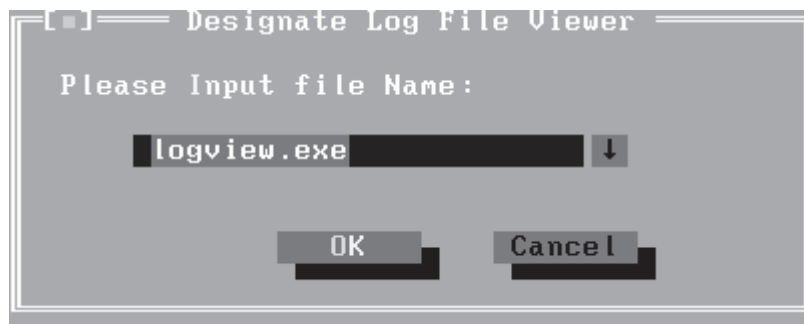 Designate Log File Viewer
Please Input file Name:
logview.exe
OK Cancel